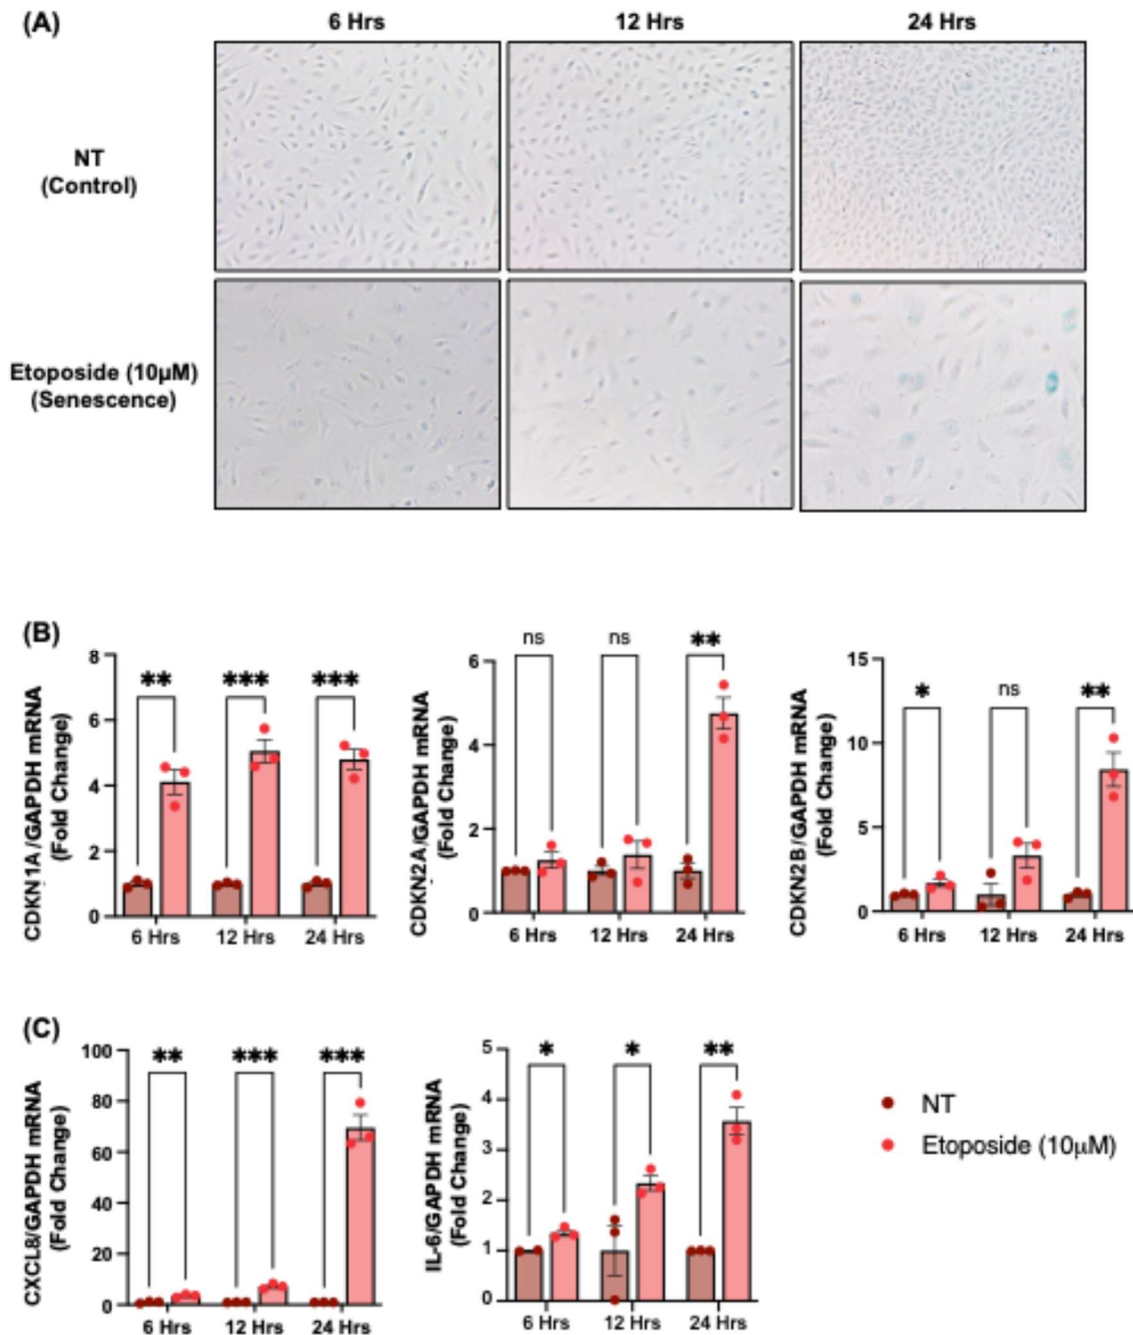 (A)
6 Hrs 12 Hrs 24 Hrs
NT
(Control)
Etoposide (10µM)
(Senescence)
(B)
CDKN1A/GAPDH mRNA
(Fold Change)
8
6
4
2
0
** *** ***
6 Hrs 12 Hrs 24 Hrs
CDKN2A/GAPDH mRNA
(Fold Change)
6
4
2
0
ns ns **
6 Hrs 12 Hrs 24 Hrs
CDKN2B/GAPDH mRNA
(Fold Change)
15
10
5
0
* ns **
6 Hrs 12 Hrs 24 Hrs
(C)
CXCL8/GAPDH mRNA
(Fold Change)
100
80
60
40
20
0
** *** ***
6 Hrs 12 Hrs 24 Hrs
IL-6/GAPDH mRNA
(Fold Change)
5
4
3
2
1
0
* * **
6 Hrs 12 Hrs 24 Hrs
NT
Etoposide (10µM)